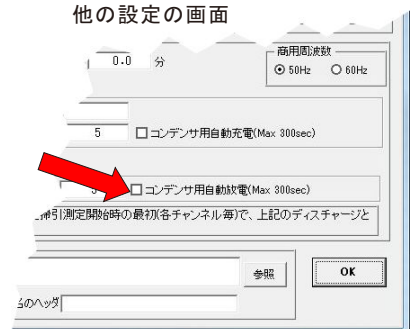 他の設定の画面
商用周波数
0.0 分
50Hz 60Hz
5 コンデンサ用自動充電(Max 300sec)
コンデンサ用自動放電(Max 300sec)
測定開始時の最初(各チャンネル毎)で、上記のディスチャージと
参照
OK
のヘッダ